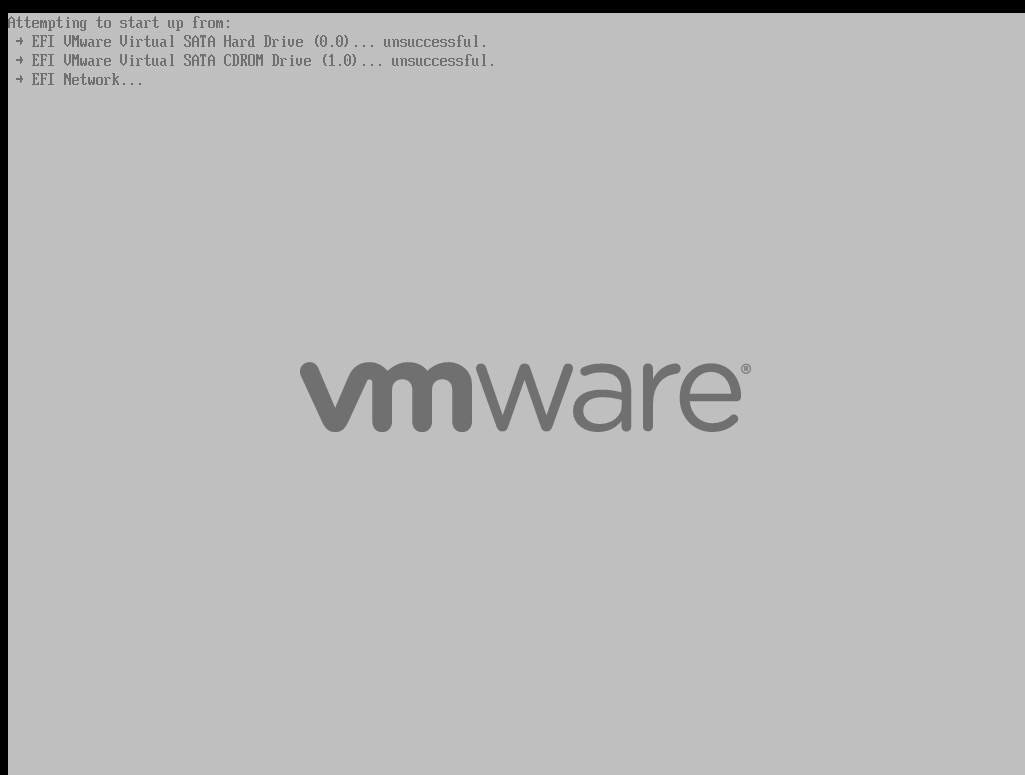 Attempting to start up from:
→ EFI VMware Virtual SATA Hard Drive (0.0)... unsuccessful.
→ EFI VMware Virtual SATA CDROM Drive (1.0)... unsuccessful.
→ EFI Network...
vmware®